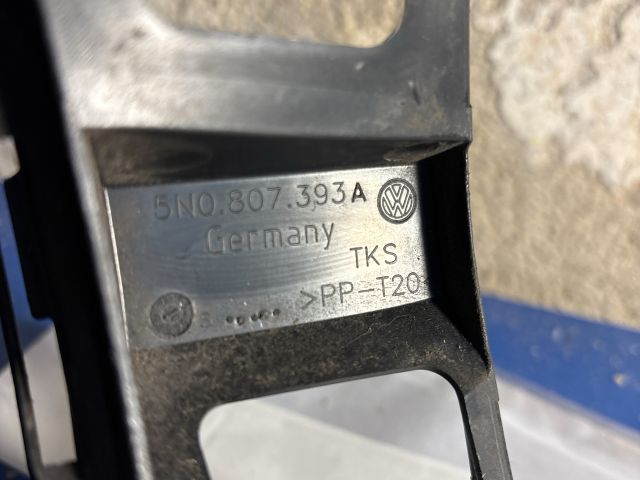 5N0.807.393A
Germany
TKS
>PP-T20